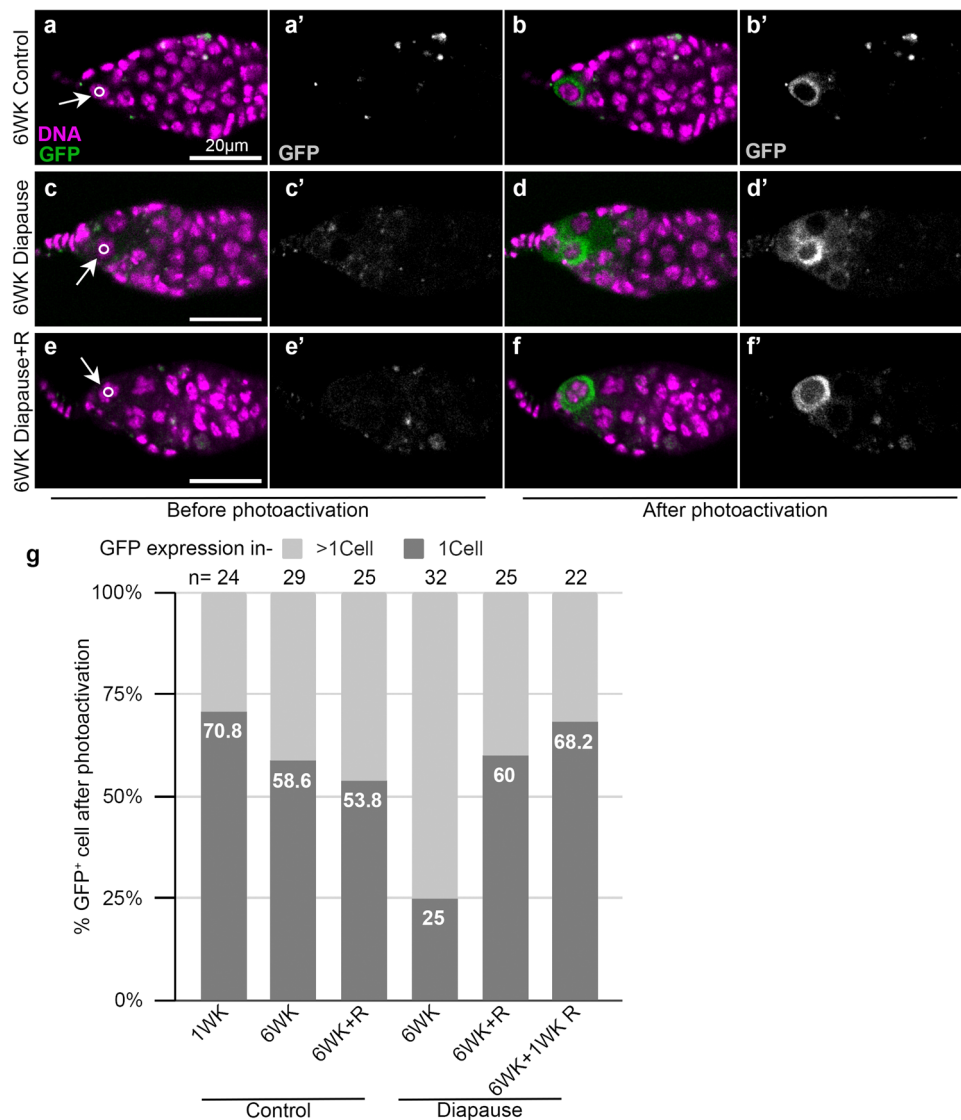 6WK Control
a
DNA
GFP
20μm
a’
GFP
b
b’
GFP
6WK Diapause
c
c’
d
d’
6WK Diapause+R
e
e’
f
f’
Before photoactivation
After photoactivation
g
GFP expression in- >1Cell 1Cell
n= 24 29 25 32 25 22
% GFP⁺ cell after photoactivation
100%
75%
50%
25%
0%
70.8
58.6
53.8
25
60
68.2
1WK
6WK
6WK+R
6WK
6WK+R
6WK+1WK R
Control
Diapause